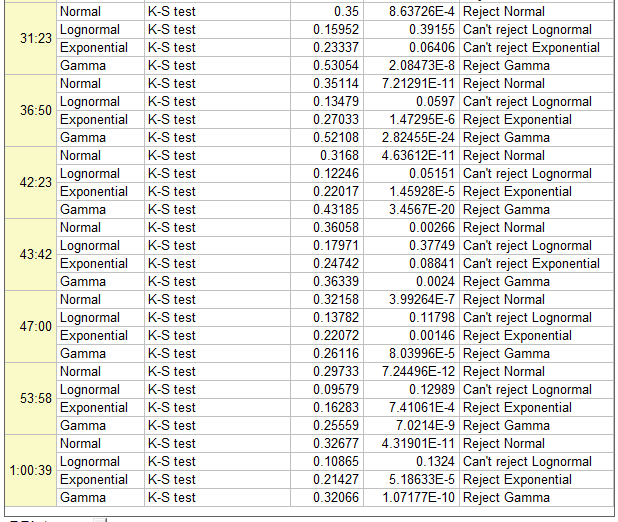 31:23
Normal K-S test 0.35 8.63726E-4 Reject Normal
Lognormal K-S test 0.15952 0.39155 Can't reject Lognormal
Exponential K-S test 0.23337 0.06406 Can't reject Exponential
Gamma K-S test 0.53054 2.08473E-8 Reject Gamma
36:50
Normal K-S test 0.35114 7.21291E-11 Reject Normal
Lognormal K-S test 0.13479 0.0597 Can't reject Lognormal
Exponential K-S test 0.27033 1.47295E-6 Reject Exponential
Gamma K-S test 0.52108 2.82455E-24 Reject Gamma
42:23
Normal K-S test 0.3168 4.63612E-11 Reject Normal
Lognormal K-S test 0.12246 0.05151 Can't reject Lognormal
Exponential K-S test 0.22017 1.45928E-5 Reject Exponential
Gamma K-S test 0.43185 3.4567E-20 Reject Gamma
43:42
Normal K-S test 0.36058 0.00266 Reject Normal
Lognormal K-S test 0.17971 0.37749 Can't reject Lognormal
Exponential K-S test 0.24742 0.08841 Can't reject Exponential
Gamma K-S test 0.36339 0.0024 Reject Gamma
47:00
Normal K-S test 0.32158 3.99264E-7 Reject Normal
Lognormal K-S test 0.13782 0.11798 Can't reject Lognormal
Exponential K-S test 0.22072 0.00146 Reject Exponential
Gamma K-S test 0.26116 8.03996E-5 Reject Gamma
53:58
Normal K-S test 0.29733 7.24496E-12 Reject Normal
Lognormal K-S test 0.09579 0.12989 Can't reject Lognormal
Exponential K-S test 0.16283 7.41061E-4 Reject Exponential
Gamma K-S test 0.25559 7.0214E-9 Reject Gamma
1:00:39
Normal K-S test 0.32677 4.31901E-11 Reject Normal
Lognormal K-S test 0.10865 0.1324 Can't reject Lognormal
Exponential K-S test 0.21427 5.18633E-5 Reject Exponential
Gamma K-S test 0.32066 1.07177E-10 Reject Gamma